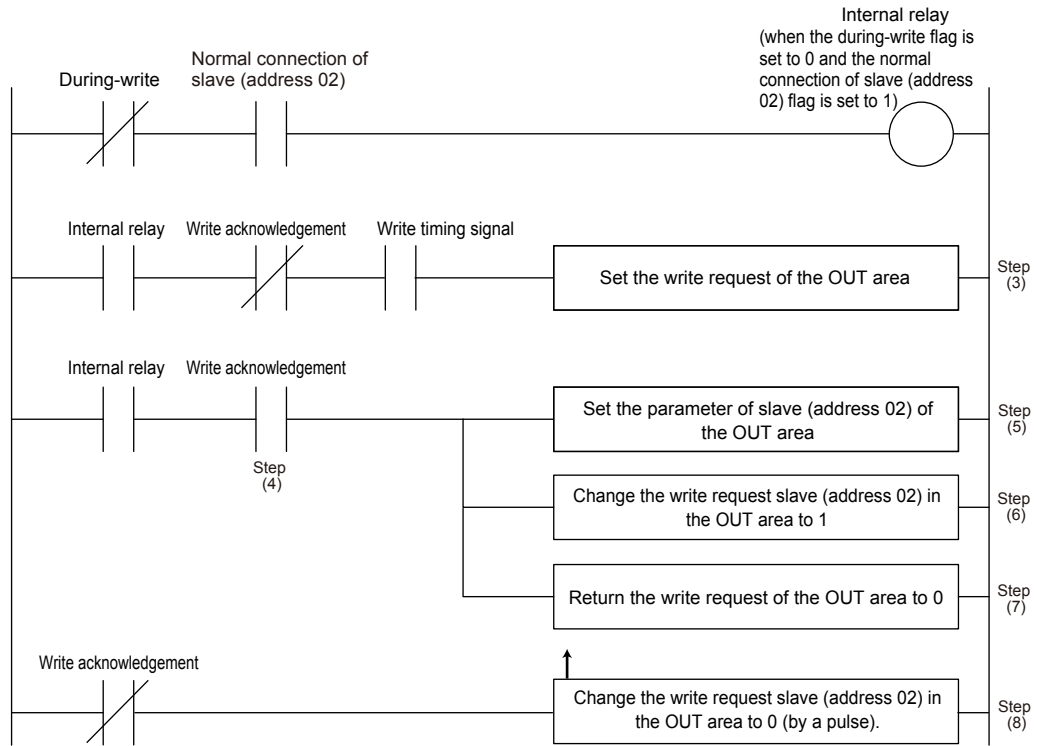 Internal relay
(when the during-write flag is
set to 0 and the normal
connection of slave (address
02) flag is set to 1)
During-write
Normal connection of
slave (address 02)
Internal relay
Write acknowledgement
Write timing signal
Set the write request of the OUT area
Step
(3)
Internal relay
Write acknowledgement
Step
(4)
Set the parameter of slave (address 02) of
the OUT area
Step
(5)
Change the write request slave (address 02) in
the OUT area to 1
Step
(6)
Return the write request of the OUT area to 0
Step
(7)
Write acknowledgement
Change the write request slave (address 02) in
the OUT area to 0 (by a pulse).
Step
(8)